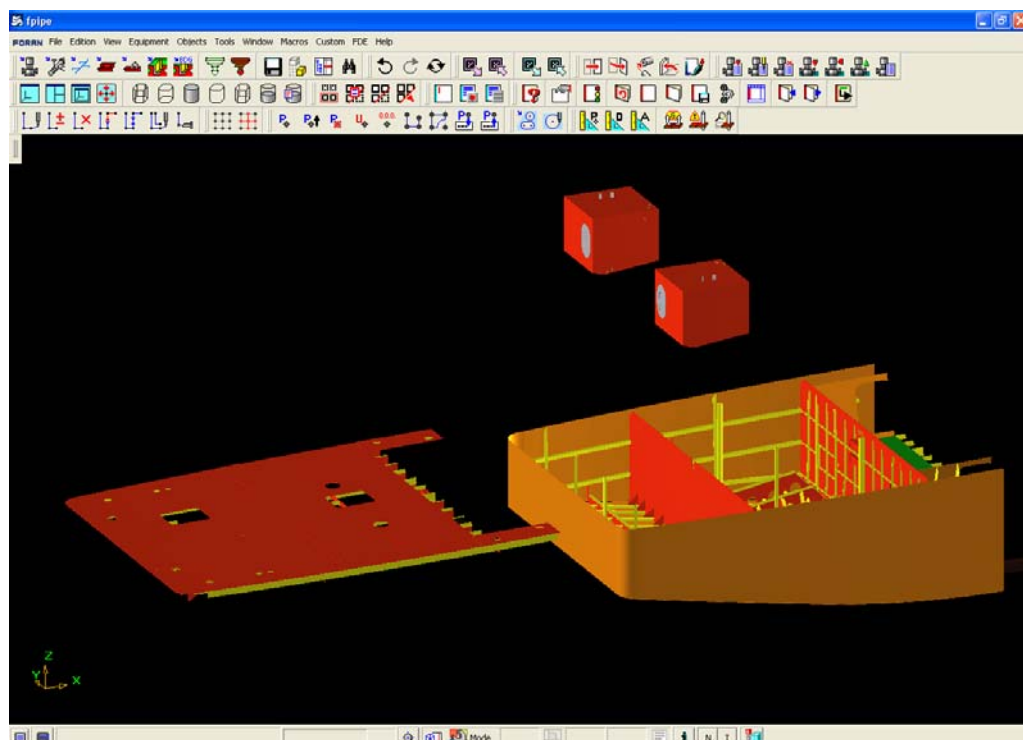 fpipe
FORAN File Edition View Equipment Objects Tools Window Macros Custom FDE Help
Z
Y X
Mode
N T